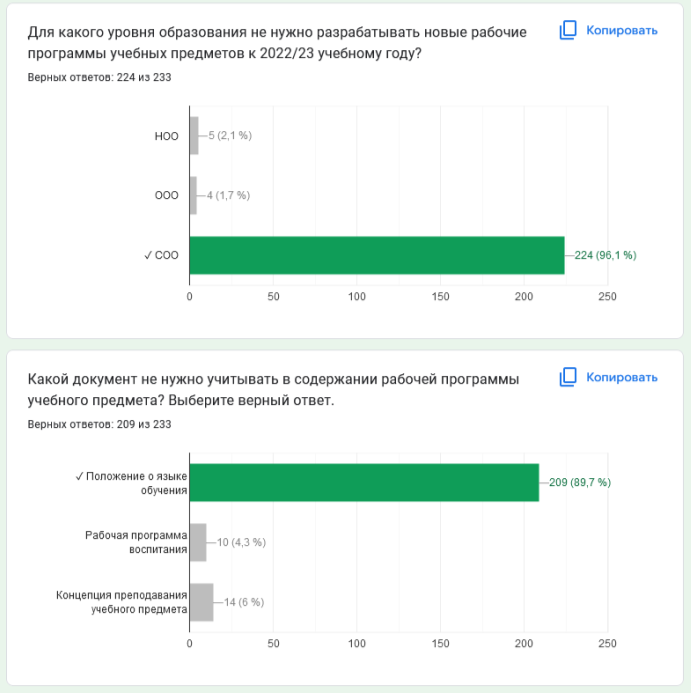 Для какого уровня образования не нужно разрабатывать новые рабочие
программы учебных предметов к 2022/23 учебному году?
Копировать
Верных ответов: 224 из 233
НОО
5 (2,1 %)
ООО
4 (1,7 %)
✓ СОО
224 (96,1 %)
0 50 100 150 200 250
Какой документ не нужно учитывать в содержании рабочей программы
учебного предмета? Выберите верный ответ.
Копировать
Верных ответов: 209 из 233
✓ Положение о языке
обучения
209 (89,7 %)
Рабочая программа
воспитания
10 (4,3 %)
Концепция преподавания
учебного предмета
14 (6 %)
0 50 100 150 200 250